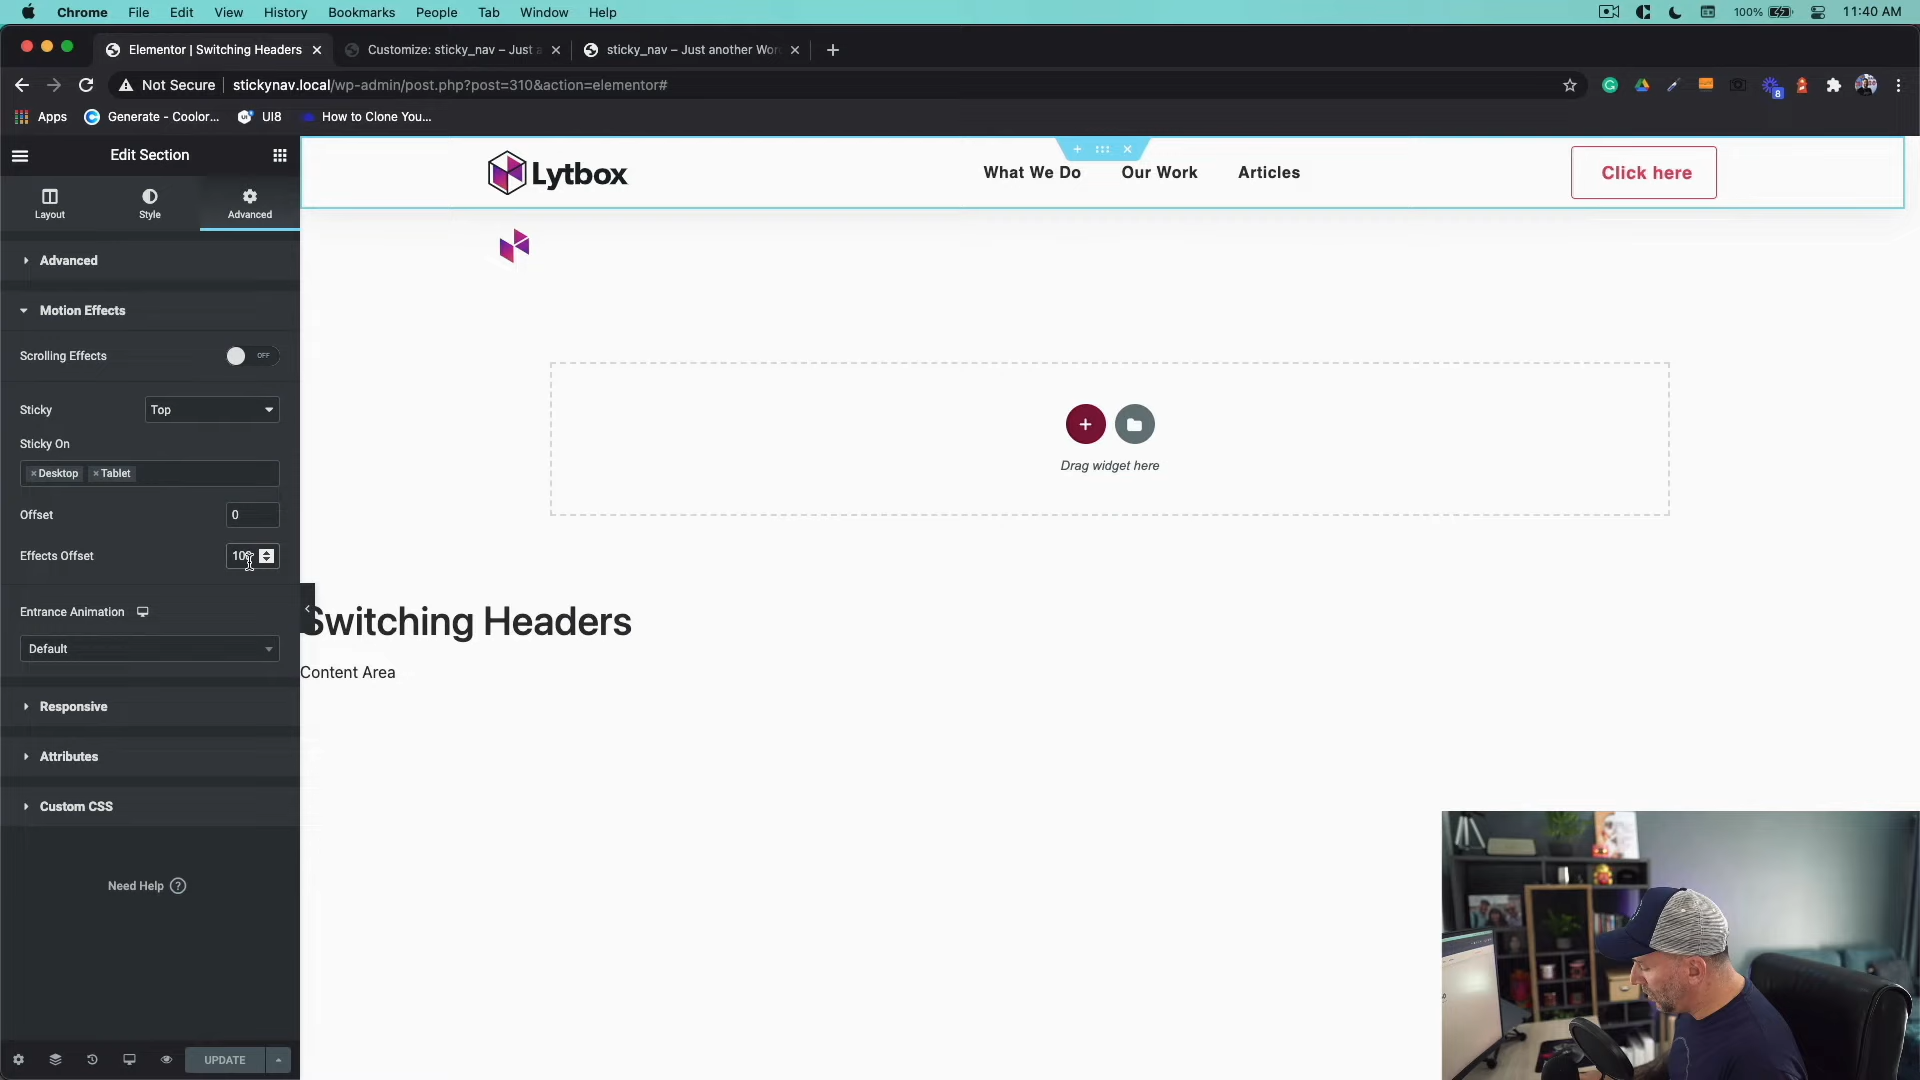 Chrome File Edit View History Bookmarks People Tab Window Help 100% 11:40 AM
Elementor | Switching Headers Customize: sticky_nav – Just a sticky_nav – Just another Wor
Not Secure stickynav.local/wp-admin/post.php?post=310&action=elementor# 8
Apps Generate - Coolor... UI8 How to Clone You...
Edit Section
Layout Style Advanced
Advanced
Motion Effects
Scrolling Effects OFF
Sticky Top
Sticky On
×Desktop ×Tablet
Offset 0
Effects Offset
Entrance Animation
Default
Responsive
Attributes
Custom CSS
Need Help ?
UPDATE
Lytbox What We Do Our Work Articles Click here
Drag widget here
Switching Headers
Content Area